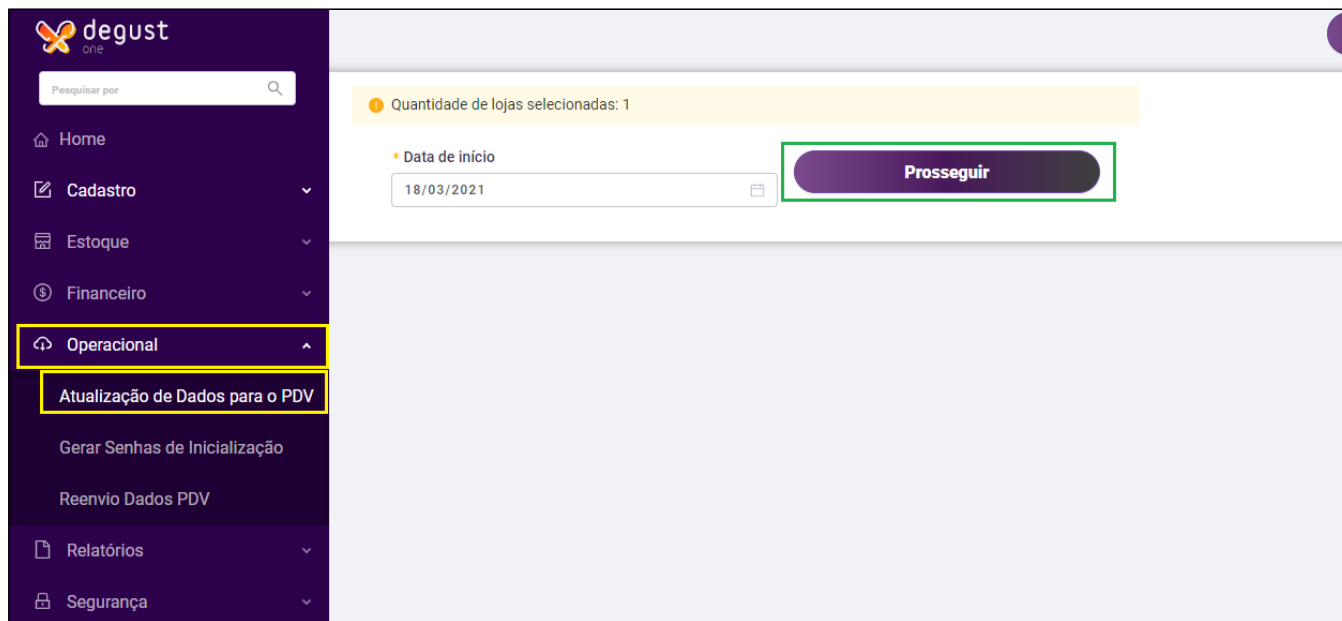 degust
one
Pesquisar por
Home
Cadastro
Estoque
Financeiro
Operacional
Atualização de Dados para o PDV
Gerar Senhas de Inicialização
Reenvio Dados PDV
Relatórios
Segurança
Quantidade de lojas selecionadas: 1
* Data de início
18/03/2021
Prosseguir